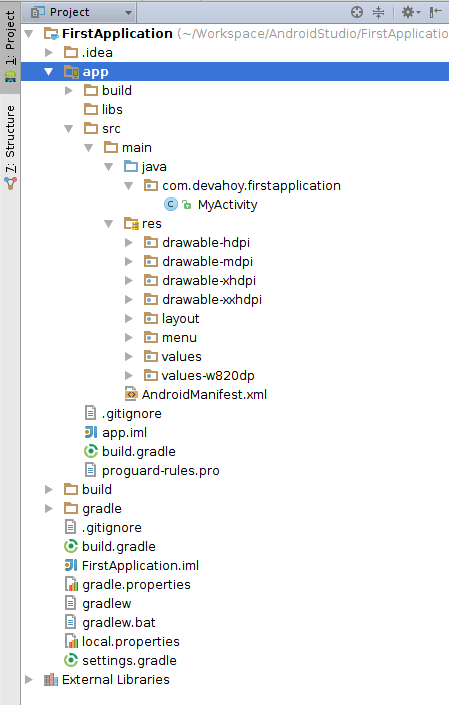 Project
1: Project
7: Structure
FirstApplication (~/Workspace/AndroidStudio/FirstApplicatio
.idea
app
build
libs
src
main
java
com.devahoy.firstapplication
MyActivity
res
drawable-hdpi
drawable-mdpi
drawable-xhdpi
drawable-xxhdpi
layout
menu
values
values-w820dp
AndroidManifest.xml
.gitignore
app.iml
build.gradle
proguard-rules.pro
build
gradle
.gitignore
build.gradle
FirstApplication.iml
gradle.properties
gradlew
gradlew.bat
local.properties
settings.gradle
External Libraries